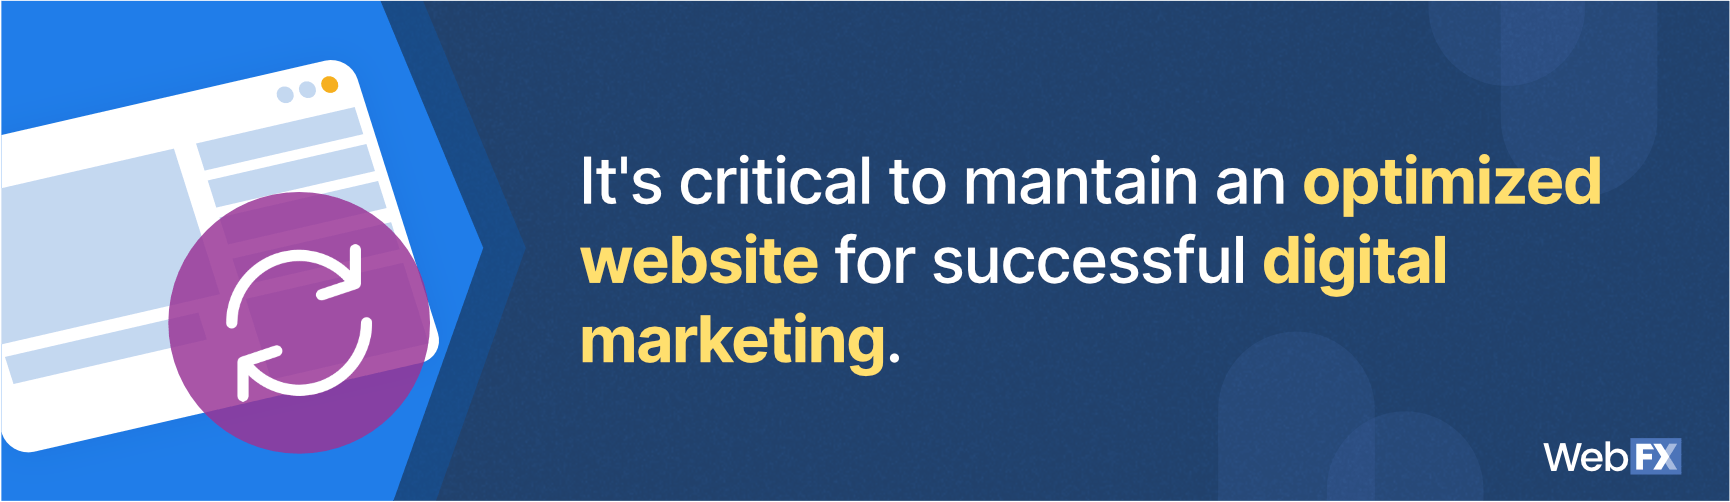 It's critical to mantain an optimized
website for successful digital
marketing.
WebFX